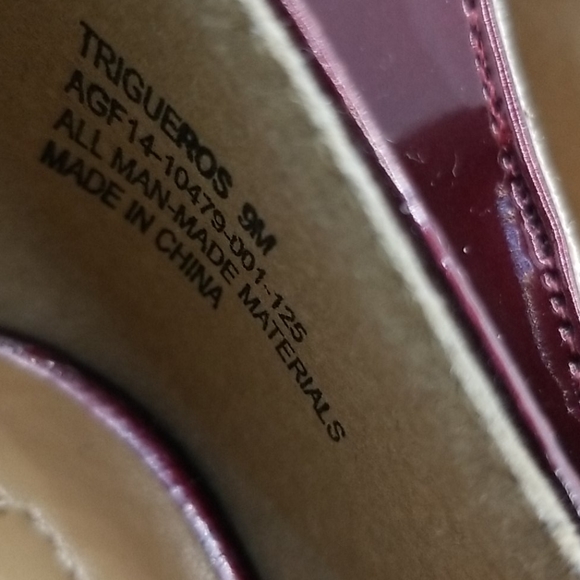 TRIGUEROS 9M
AGF14-10479-001-125
ALL MAN-MADE MATERIALS
MADE IN CHINA